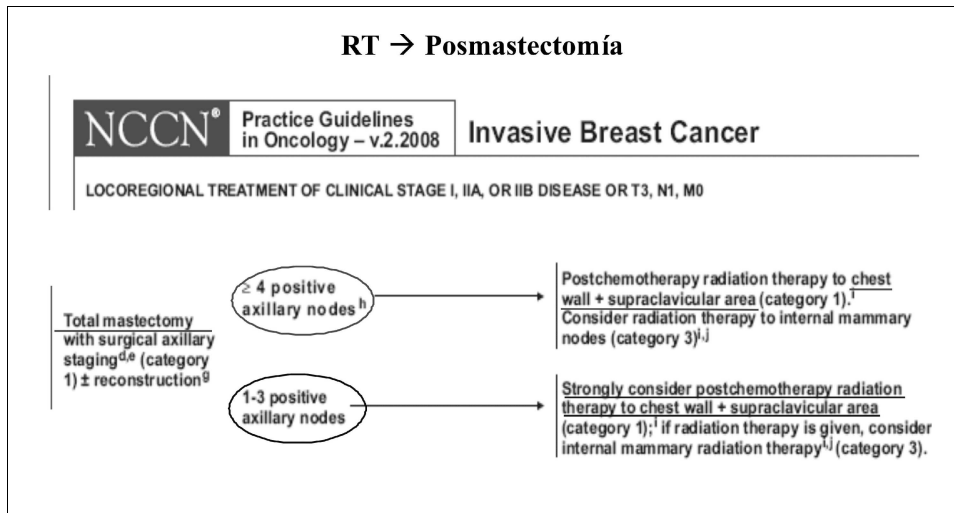 RT → Posmastectomía
NCCN®
Practice Guidelines
in Oncology – v.2.2008
Invasive Breast Cancer
LOCOREGIONAL TREATMENT OF CLINICAL STAGE I, IIA, OR IIB DISEASE OR T3, N1, M0
Total mastectomy
with surgical axillary
staging d,e (category
1) ± reconstruction g
≥ 4 positive
axillary nodes h
Postchemotherapy radiation therapy to chest
wall + supraclavicular area (category 1). i
Consider radiation therapy to internal mammary
nodes (category 3) i,j
1-3 positive
axillary nodes
Strongly consider postchemotherapy radiation
therapy to chest wall + supraclavicular area
(category 1); i if radiation therapy is given, consider
internal mammary radiation therapy i,j (category 3).